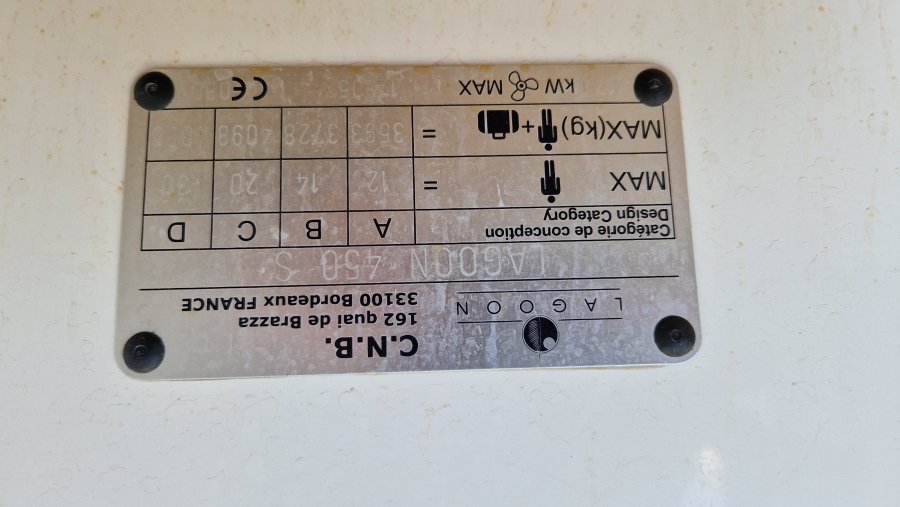 C.N.B.
LAGOON
162 quai de Brazza
33100 Bordeaux FRANCE
LAGOON 450 S
Catégorie de conception A B C D
Design Category
MAX = 12 14 20 30
MAX(kg) + = 3593 3728 4098
kW MAX CE